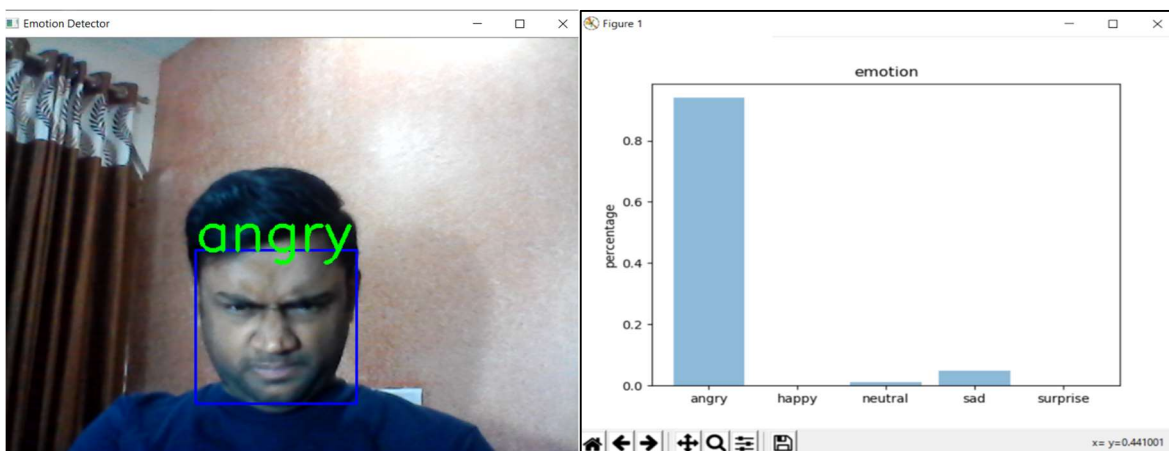 Emotion Detector
angry
Figure 1
emotion
percentage
0.8
0.6
0.4
0.2
0.0
angry happy neutral sad surprise
x= y=0.441001